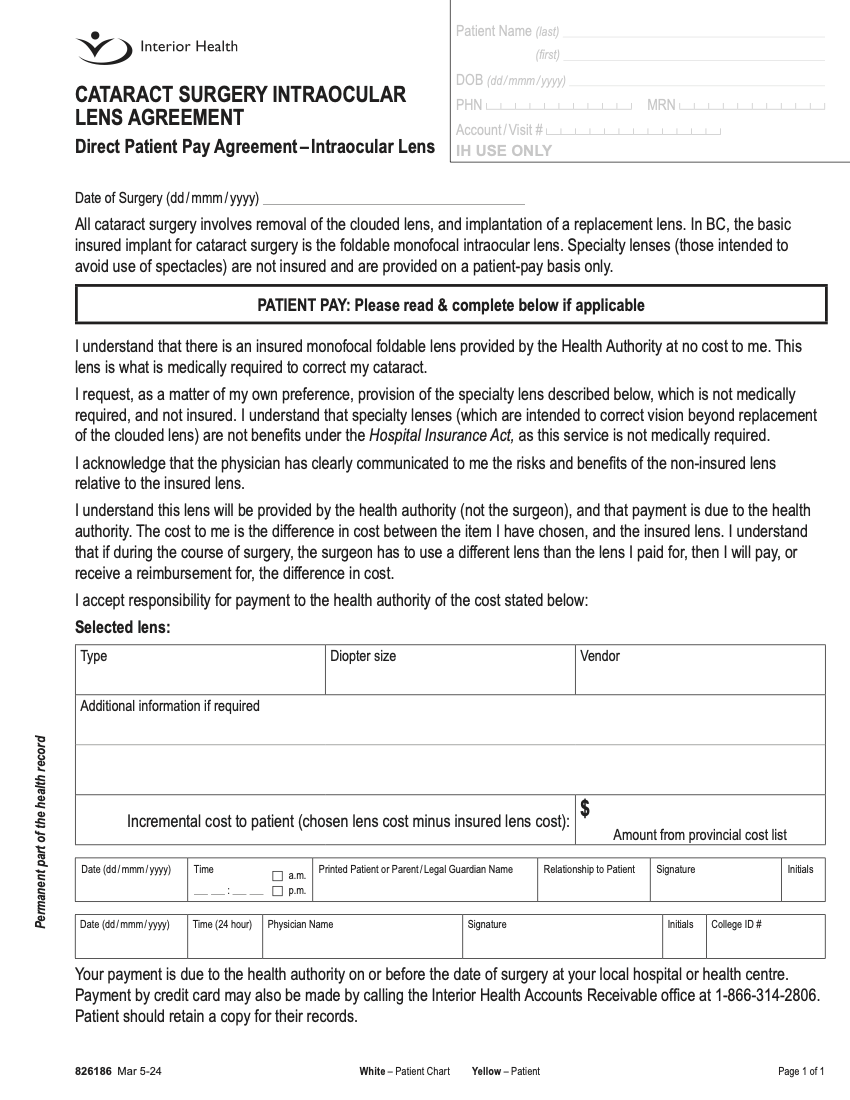 Interior Health
Patient Name (last)
(first)
DOB (dd/mmm/yyyy)
PHN MRN
Account/Visit #
IH USE ONLY
CATARACT SURGERY INTRAOCULAR
LENS AGREEMENT
Direct Patient Pay Agreement – Intraocular Lens
Date of Surgery (dd/mmm/yyyy)
All cataract surgery involves removal of the clouded lens, and implantation of a replacement lens. In BC, the basic
insured implant for cataract surgery is the foldable monofocal intraocular lens. Specialty lenses (those intended to
avoid use of spectacles) are not insured and are provided on a patient-pay basis only.
PATIENT PAY: Please read & complete below if applicable
I understand that there is an insured monofocal foldable lens provided by the Health Authority at no cost to me. This
lens is what is medically required to correct my cataract.
I request, as a matter of my own preference, provision of the specialty lens described below, which is not medically
required, and not insured. I understand that specialty lenses (which are intended to correct vision beyond replacement
of the clouded lens) are not benefits under the Hospital Insurance Act, as this service is not medically required.
I acknowledge that the physician has clearly communicated to me the risks and benefits of the non-insured lens
relative to the insured lens.
I understand this lens will be provided by the health authority (not the surgeon), and that payment is due to the health
authority. The cost to me is the difference in cost between the item I have chosen, and the insured lens. I understand
that if during the course of surgery, the surgeon has to use a different lens than the lens I paid for, then I will pay, or
receive a reimbursement for, the difference in cost.
I accept responsibility for payment to the health authority of the cost stated below:
Selected lens:
Type Diopter size Vendor
Additional information if required
Incremental cost to patient (chosen lens cost minus insured lens cost): $
Amount from provincial cost list
Date (dd/mmm/yyyy) Time Printed Patient or Parent/Legal Guardian Name Relationship to Patient Signature Initials
a.m.
__ __ : __ __ p.m.
Date (dd/mmm/yyyy) Time (24 hour) Physician Name Signature Initials College ID #
Your payment is due to the health authority on or before the date of surgery at your local hospital or health centre.
Payment by credit card may also be made by calling the Interior Health Accounts Receivable office at 1-866-314-2806.
Patient should retain a copy for their records.
Permanent part of the health record
826186 Mar 5-24 White – Patient Chart Yellow – Patient Page 1 of 1